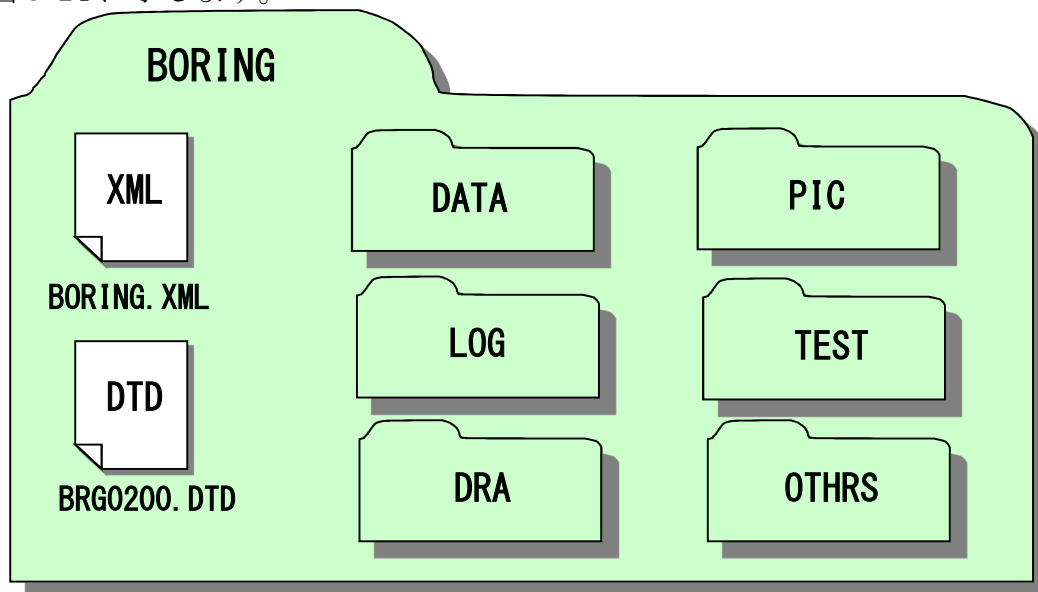 BORING
XML
BORING.XML
DTD
BRG0200.DTD
DATA
PIC
LOG
TEST
DRA
OTHRS